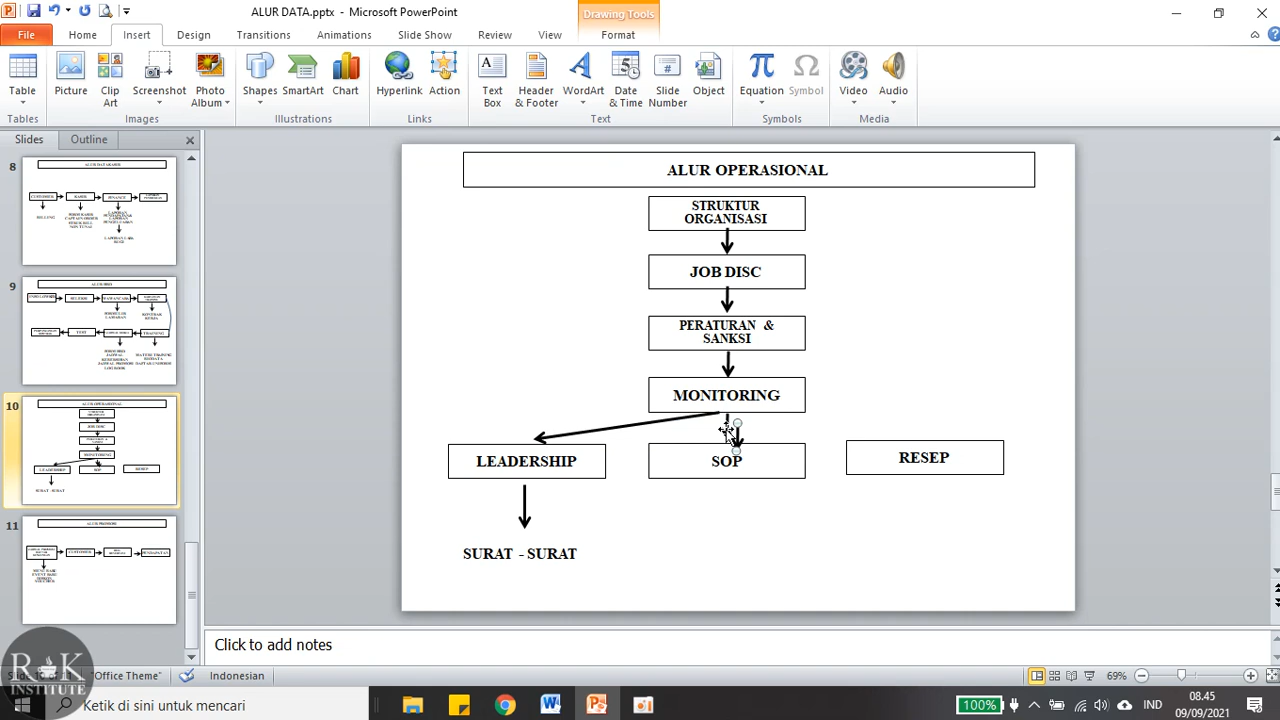 ALUR DATA.pptx - Microsoft PowerPoint
Drawing Tools
File Home Insert Design Transitions Animations Slide Show Review View Format
Table
Picture
Clip Art
Screenshot
Photo Album
Shapes
SmartArt
Chart
Hyperlink
Action
Text Box
Header & Footer
WordArt
Date & Time
Slide Number
Object
Equation
Symbol
Video
Audio
Tables
Images
Illustrations
Links
Text
Symbols
Media
Slides
Outline
8
9
10
11
ALUR OPERASIONAL
STRUKTUR
ORGANISASI
JOB DISC
PERATURAN &
SANKSI
MONITORING
LEADERSHIP
SOP
RESEP
SURAT - SURAT
Click to add notes
R K
INSTITUTE
"Office Theme"
Indonesian
69%
Ketik di sini untuk mencari
100%
IND
08.45
09/09/2021